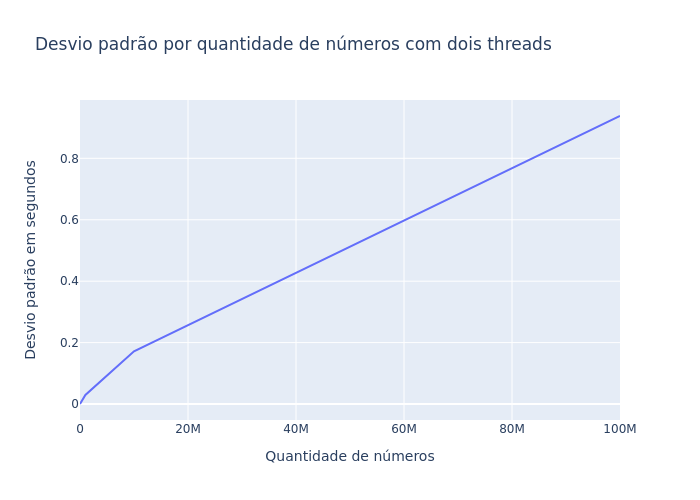 Desvio padrão por quantidade de números com dois threads
Desvio padrão em segundos
0.8
0.6
0.4
0.2
0
0
20M
40M
60M
80M
100M
Quantidade de números